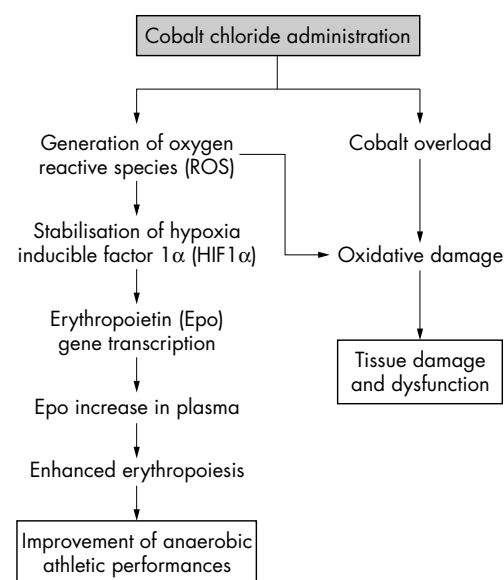 Cobalt chloride administration
Generation of oxygen
reactive species (ROS)
Cobalt overload
Stabilisation of hypoxia
inducible factor 1α (HIF1α)
Oxidative damage
Erythropoietin (Epo)
gene transcription
Tissue damage
and dysfunction
Epo increase in plasma
Enhanced erythropoiesis
Improvement of anaerobic
athletic performances